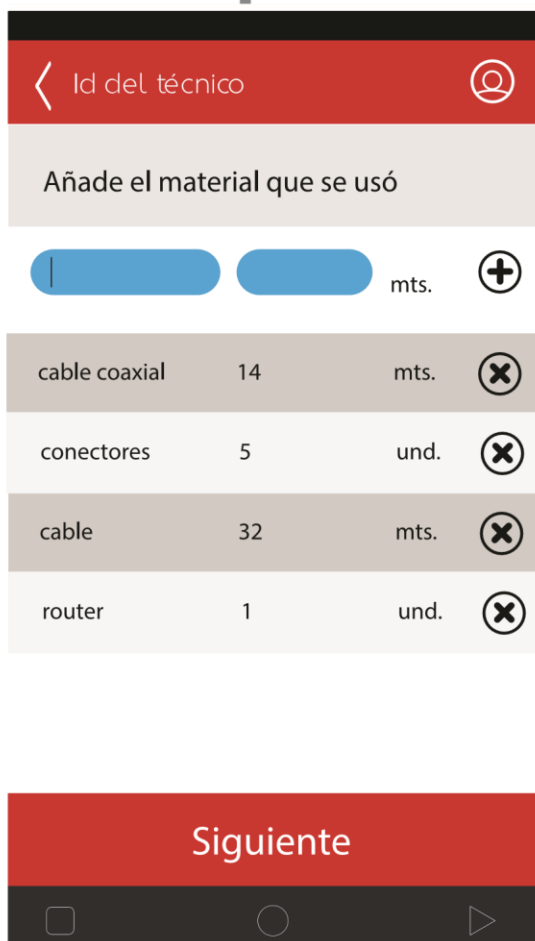 Id del técnico
Añade el material que se usó
mts.
cable coaxial 14 mts.
conectores 5 und.
cable 32 mts.
router 1 und.
Siguiente